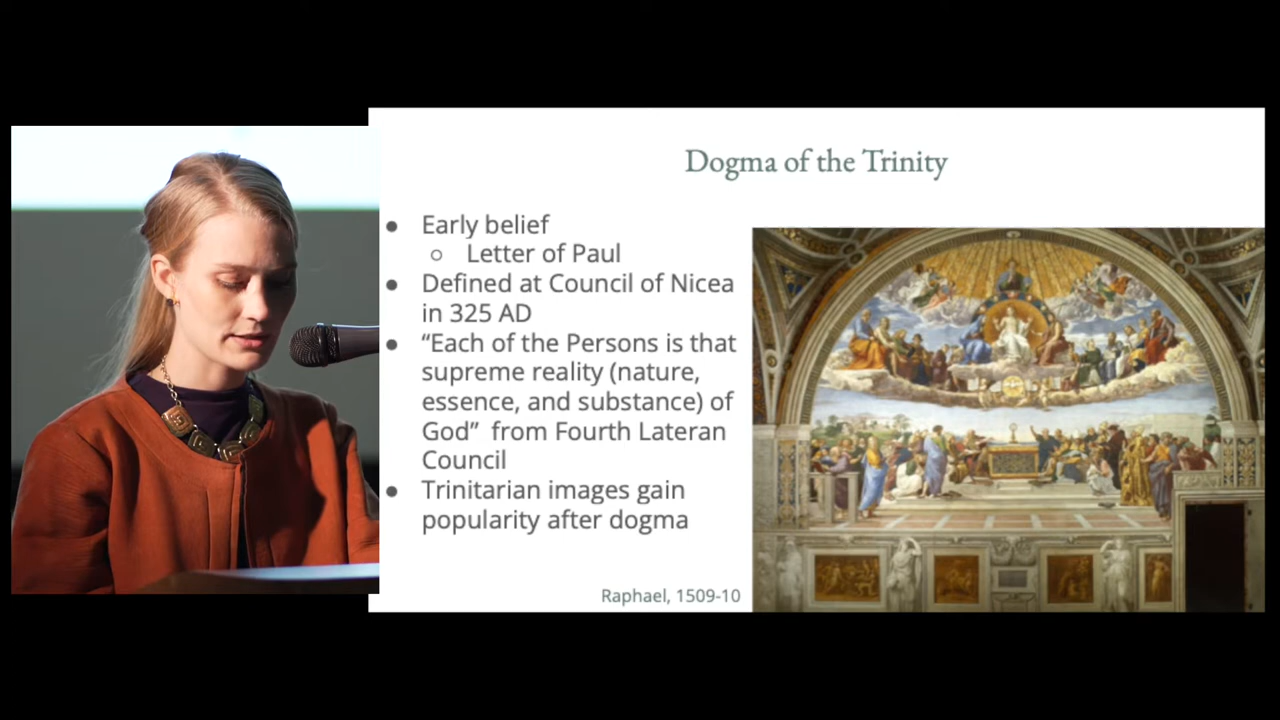 Dogma of the Trinity
● Early belief
○ Letter of Paul
● Defined at Council of Nicea
in 325 AD
● “Each of the Persons is that
supreme reality (nature,
essence, and substance) of
God” from Fourth Lateran
Council
● Trinitarian images gain
popularity after dogma
Raphael, 1509-10